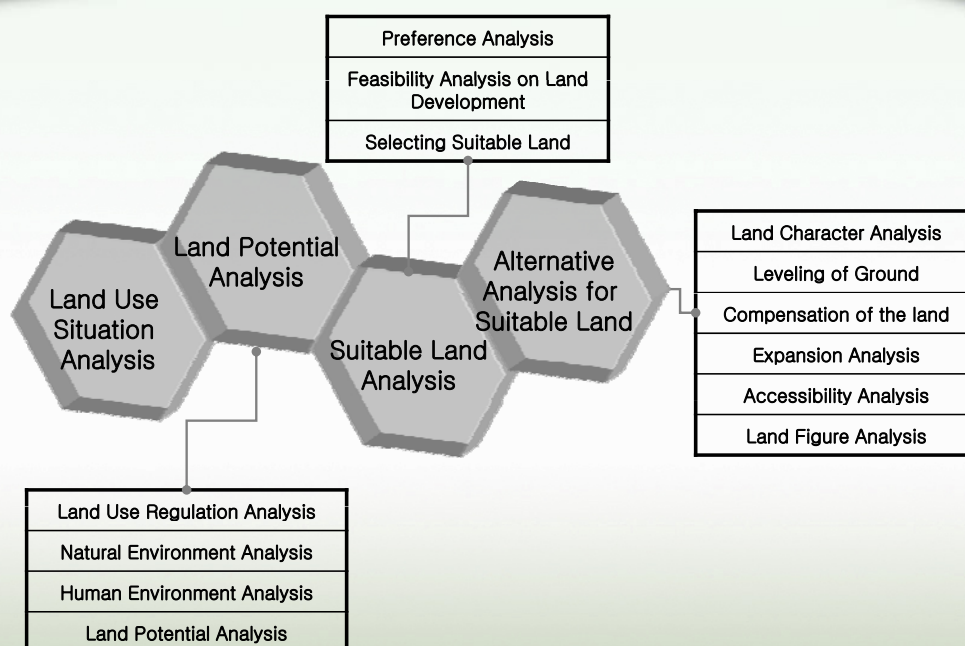 Preference Analysis
Feasibility Analysis on Land
Development
Selecting Suitable Land
Land Use
Situation
Analysis
Land Potential
Analysis
Suitable Land
Analysis
Alternative
Analysis for
Suitable Land
Land Character Analysis
Leveling of Ground
Compensation of the land
Expansion Analysis
Accessibility Analysis
Land Figure Analysis
Land Use Regulation Analysis
Natural Environment Analysis
Human Environment Analysis
Land Potential Analysis